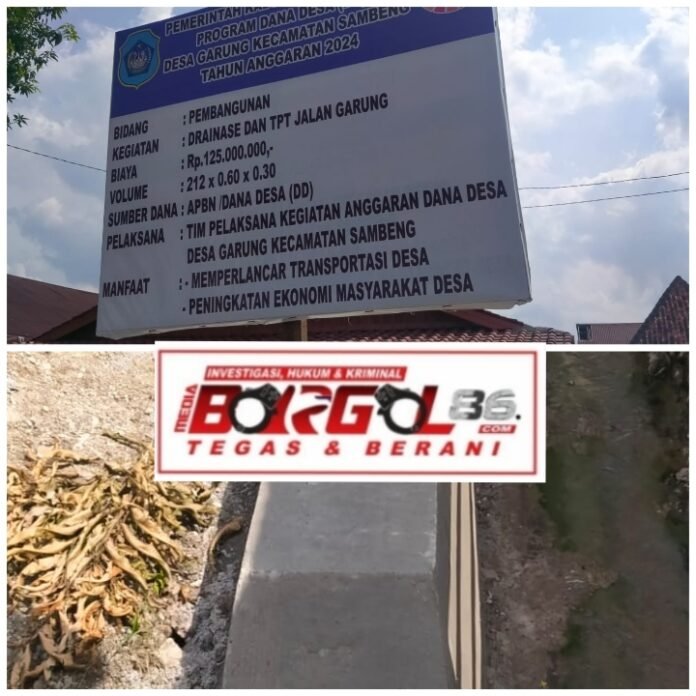 PEMERINTAH
PROGRAM DANA DESA
DESA GARUNG KECAMATAN SAMBENG
TAHUN ANGGARAN 2024
BIDANG : PEMBANGUNAN
KEGIATAN : DRAINASE DAN TPT JALAN GARUNG
BIAYA : Rp.125.000.000,-
VOLUME : 212 x 0.60 x 0.30
SUMBER DANA : APBN /DANA DESA (DD)
PELAKSANA : TIM PELAKSANA KEGIATAN ANGGARAN DANA DESA
DESA GARUNG KECAMATAN SAMBENG
MANFAAT :- MEMPERLANCAR TRANSPORTASI DESA
- PENINGKATAN EKONOMI MASYARAKAT DESA
INVESTIGASI, HUKUM & KRIMINAL
MEDIA BORGOL 86.COM
TEGAS & BERANI